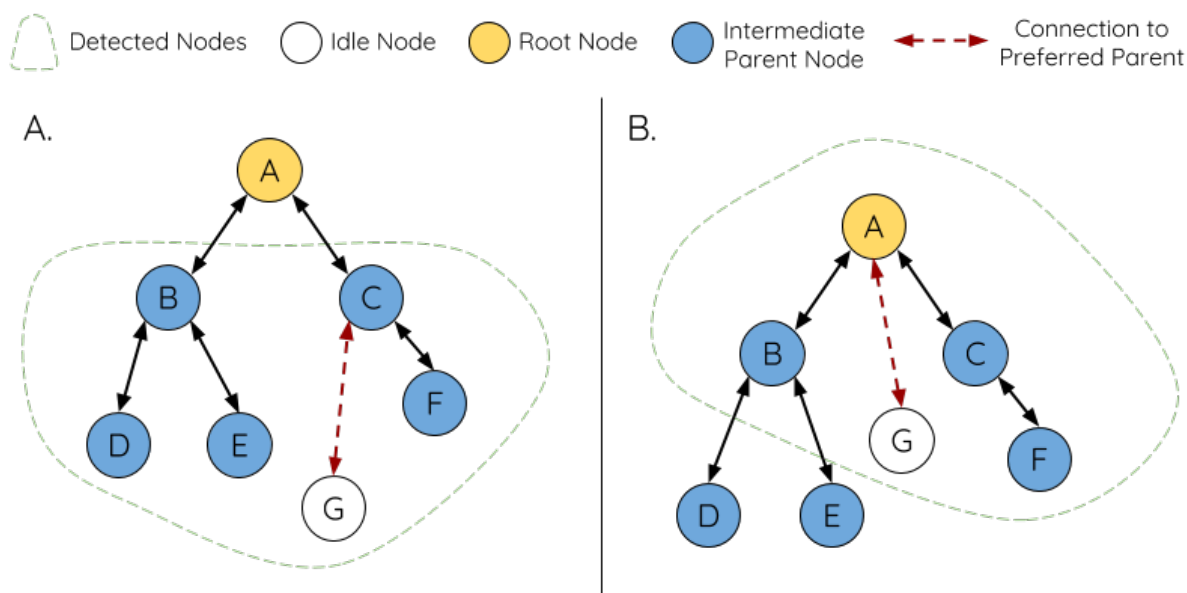 Detected Nodes
Idle Node
Root Node
Intermediate
Parent Node
Connection to
Preferred Parent
A.
A
B
C
D
E
F
G
B.
A
B
C
G
F
D
E